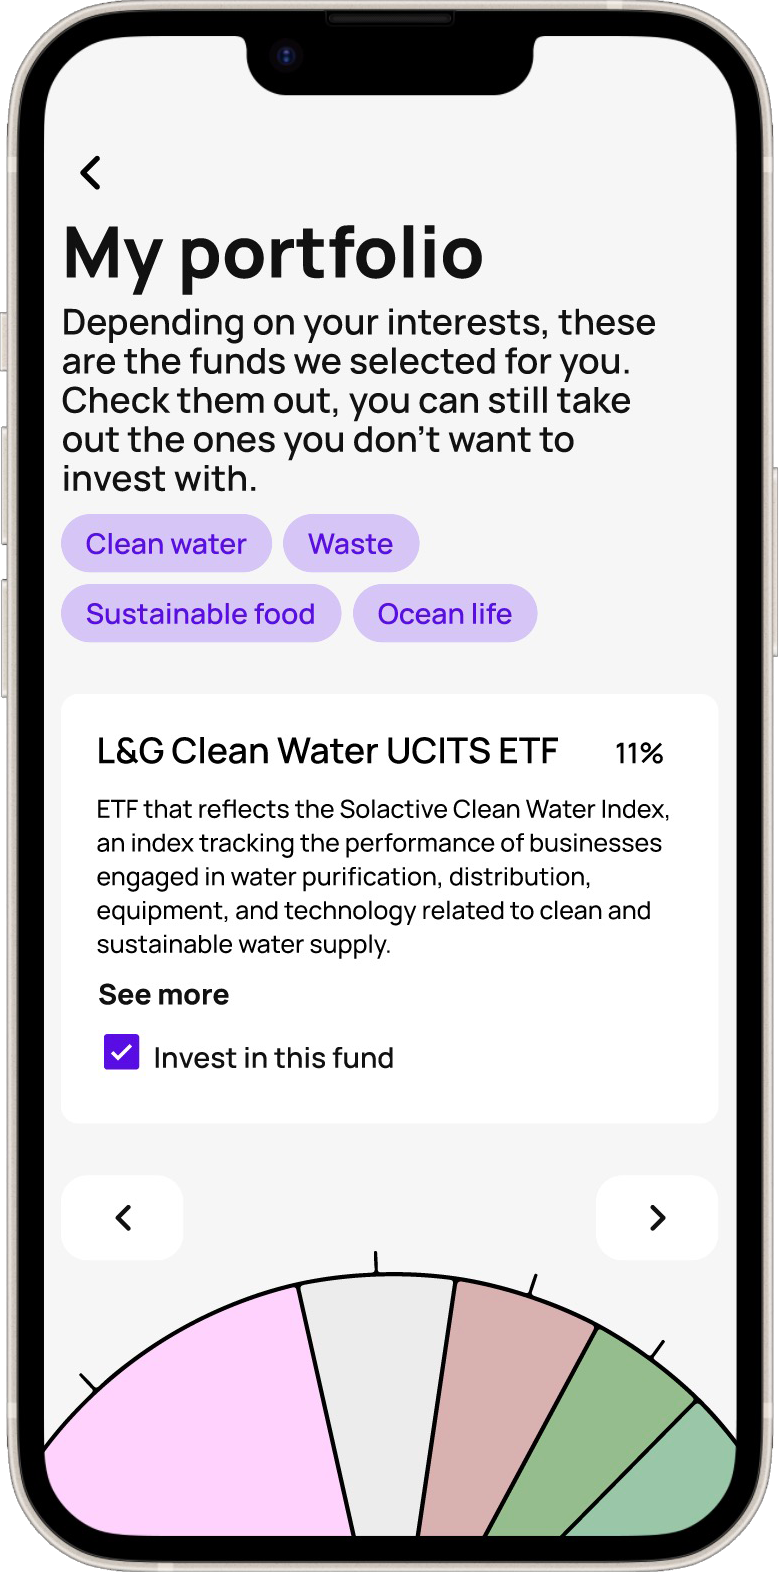 My portfolio
Depending on your interests, these
are the funds we selected for you.
Check them out, you can still take
out the ones you don’t want to
invest with.
Clean water Waste
Sustainable food Ocean life
L&G Clean Water UCITS ETF 11%
ETF that reflects the Solactive Clean Water Index,
an index tracking the performance of businesses
engaged in water purification, distribution,
equipment, and technology related to clean and
sustainable water supply.
See more
Invest in this fund